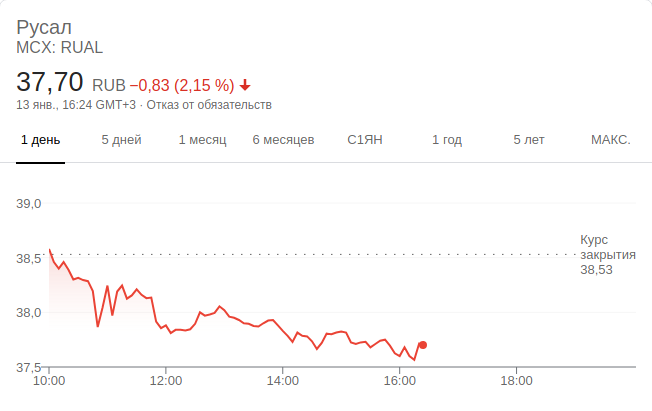 Русал
MCX: RUAL
37,70 RUB −0,83 (2,15 %)
13 янв., 16:24 GMT+3 · Отказ от обязательств
1 день 5 дней 1 месяц 6 месяцев С1ЯН 1 год 5 лет МАКС.
39,0
Курс
38,5 закрытия
38,53
38,0
37,5
10:00 12:00 14:00 16:00 18:00